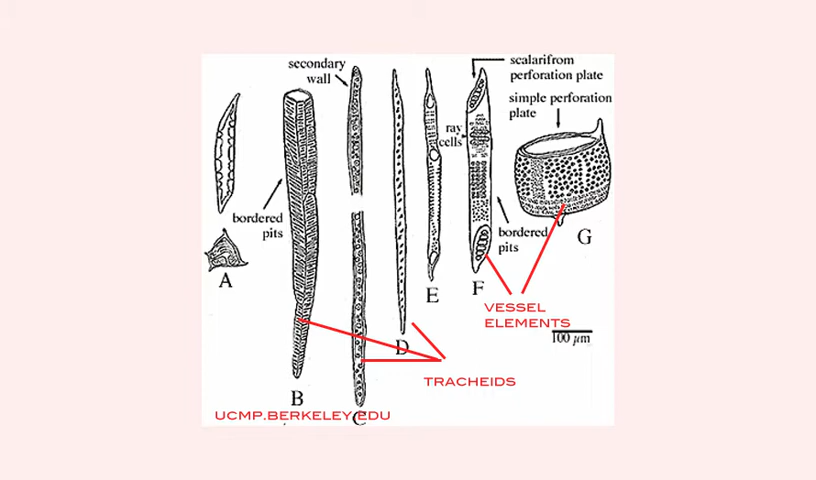 secondary
wall
scalarifrom
perforation plate
simple perforation
plate
ray
cells
bordered
pits
bordered
pits
A
B
C
D
E
F
G
VESSEL
ELEMENTS
100 µm
TRACHEIDS
UCMP.BERKELEY.EDU